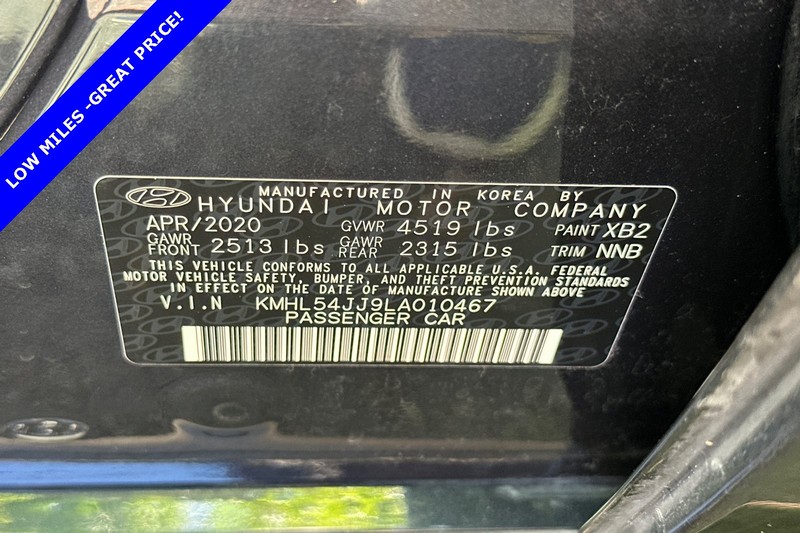 LOW MILES -GREAT PRICE!
MANUFACTURED IN KOREA BY
HYUNDAI MOTOR COMPANY
APR/2020 GVWR 4519 lbs PAINT XB2
GAWR FRONT 2513 lbs GAWR REAR 2315 lbs TRIM NNB
THIS VEHICLE CONFORMS TO ALL APPLICABLE U.S.A. FEDERAL
MOTOR VEHICLE SAFETY, BUMPER, AND THEFT PREVENTION STANDARDS
IN EFFECT ON THE DATE OF MANUFACTURE SHOWN ABOVE
V.I.N KMHL54JJ9LA010467
PASSENGER CAR